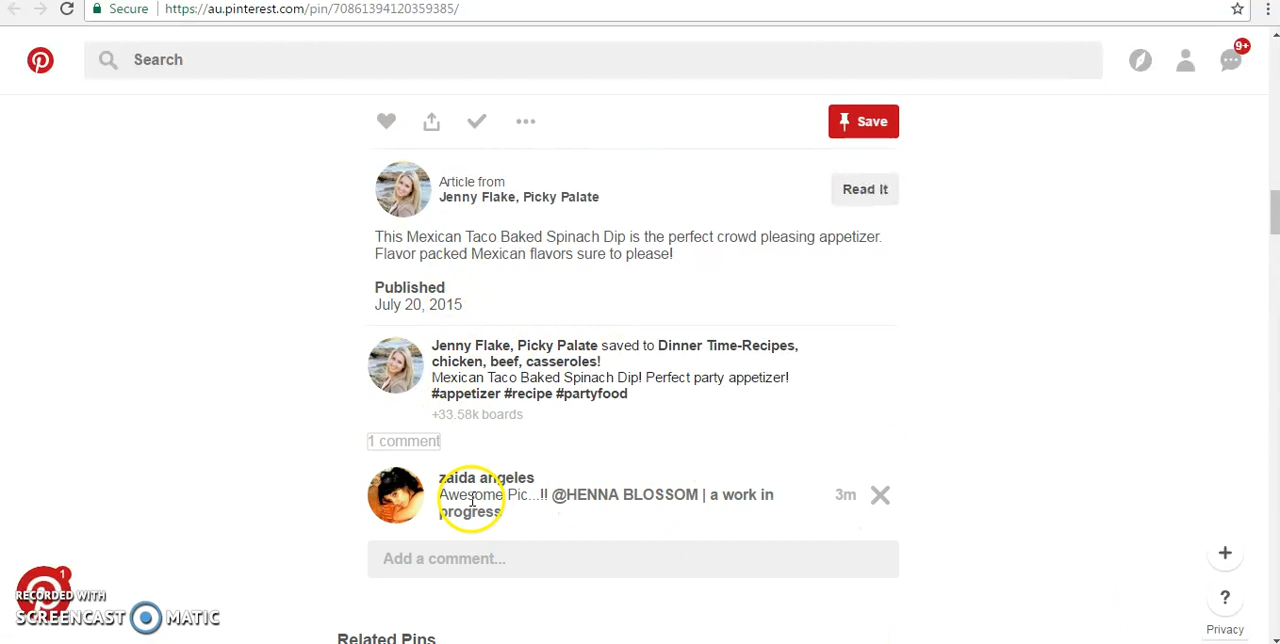 Secure https://au.pinterest.com/pin/70861394120359385/
Search
9+
Save
Article from
Jenny Flake, Picky Palate
Read It
This Mexican Taco Baked Spinach Dip is the perfect crowd pleasing appetizer.
Flavor packed Mexican flavors sure to please!
Published
July 20, 2015
Jenny Flake, Picky Palate saved to Dinner Time-Recipes,
chicken, beef, casseroles!
Mexican Taco Baked Spinach Dip! Perfect party appetizer!
#appetizer #recipe #partyfood
+33.58k boards
1 comment
zaida angeles
Awesome Pic...!! @HENNA BLOSSOM | a work in
progress
3m
Add a comment...
+
?
Privacy
1
RECORDED WITH
SCREENCAST MATIC
Related Pins